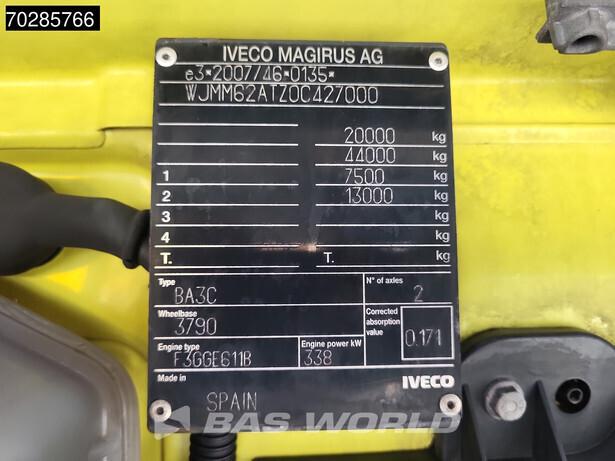 70285766
IVECO MAGIRUS AG
e3*2007/46*0135*
WJMM62ATZ0C427000
20000 kg
44000 kg
1 7500 kg
2 13000 kg
3 kg
4 kg
T. T. kg
Type BA3C N° of axles 2
Wheelbase 3790 Corrected absorption value 0.171
Engine type F3GGE611B Engine power kW 338
Made in SPAIN IVECO
BAS WORLD